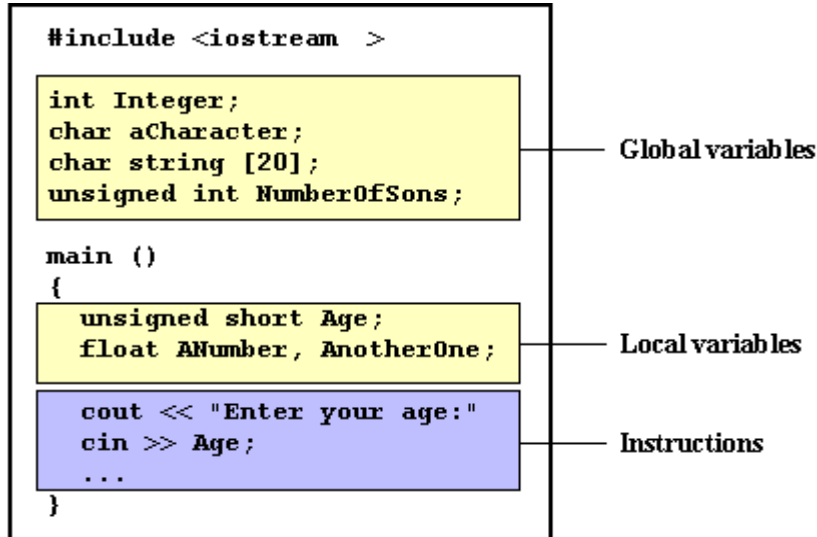 #include <iostream >
int Integer;
char aCharacter;
char string [20];
unsigned int NumberOfSons;
Global variables
main ()
{
unsigned short Age;
float ANumber, AnotherOne;
Local variables
cout << "Enter your age:"
cin >> Age;
...
Instructions
}